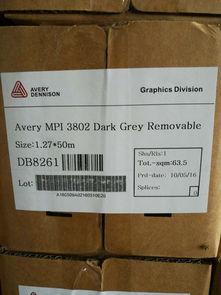 AVERY
DENNISON
Graphics Division
Avery MPI 3802 Dark Grey Removable
Size:1.27*50m
DB8261
Lot:
Shn/Rls:1
Tot.-sqm:63.5
Prd-date: 10/05/16
Splices: